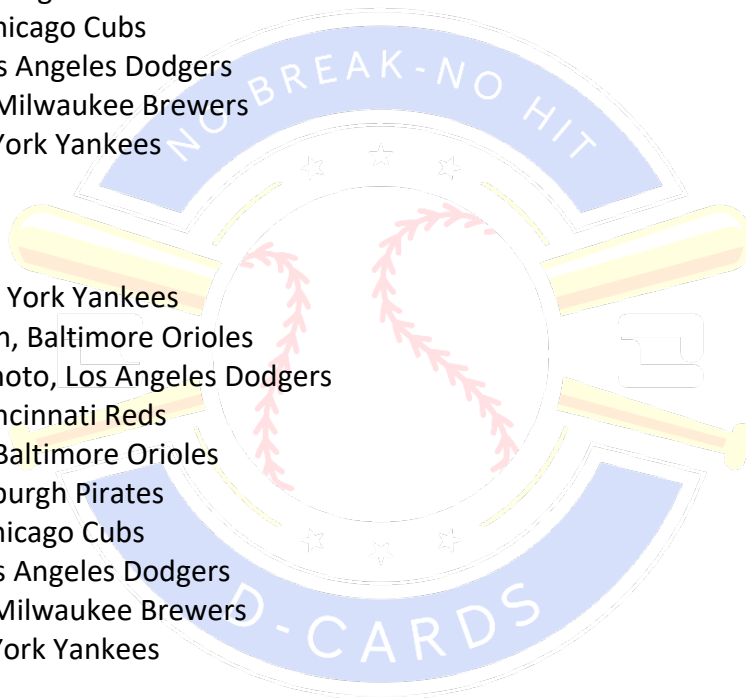 hicago Cubs
s Angeles Dodgers
Milwaukee Brewers
York Yankees
York Yankees
n, Baltimore Orioles
noto, Los Angeles Dodgers
ncinnati Reds
Baltimore Orioles
burgh Pirates
hicago Cubs
s Angeles Dodgers
Milwaukee Brewers
York Yankees
NO BREAK-NO HIT
D-CARDS